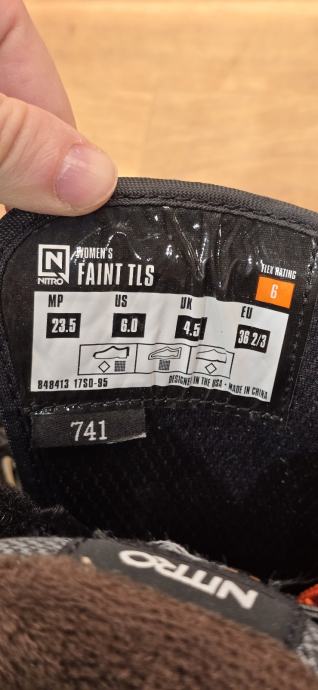 NITRO
WOMEN'S
FAINT TLS
FLEX RATING
6
MP US UK EU
23.5 6.0 4.5 36 2/3
848413 17SO-95 DESIGNED IN THE USA • MADE IN CHINA
741
NITRO